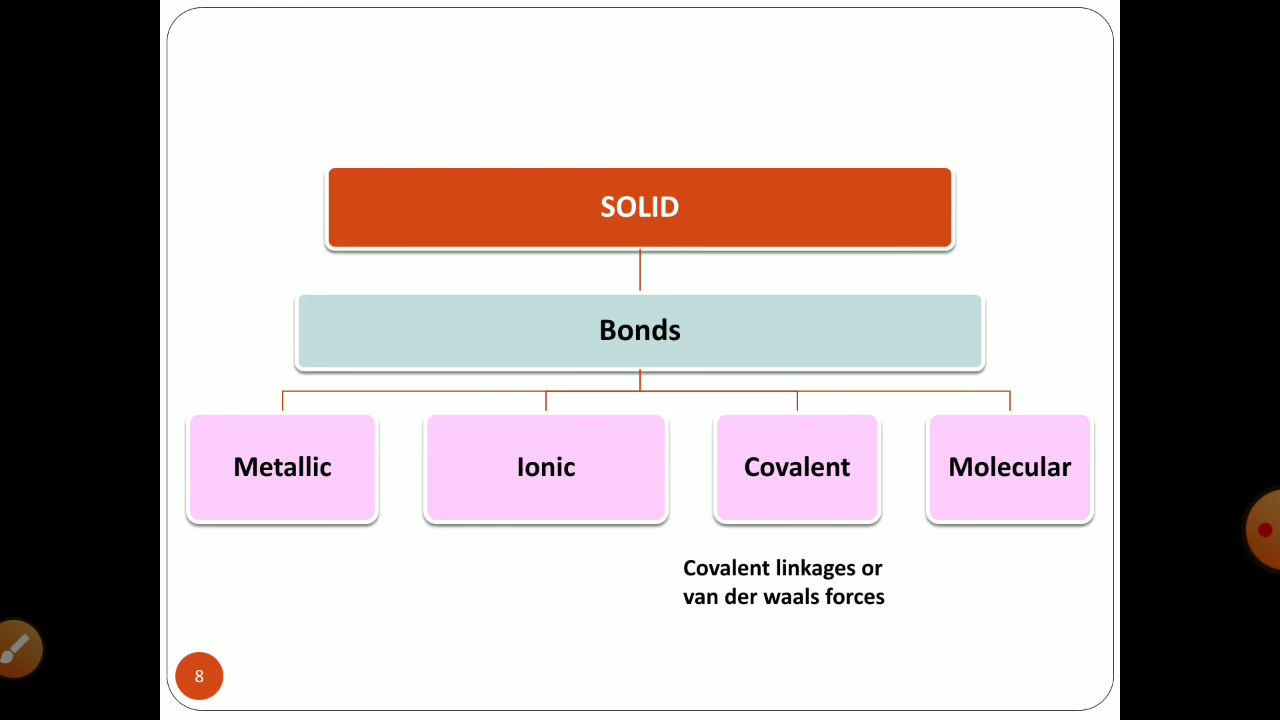 SOLID
Bonds
Metallic
Ionic
Covalent
Molecular
Covalent linkages or
van der waals forces
8